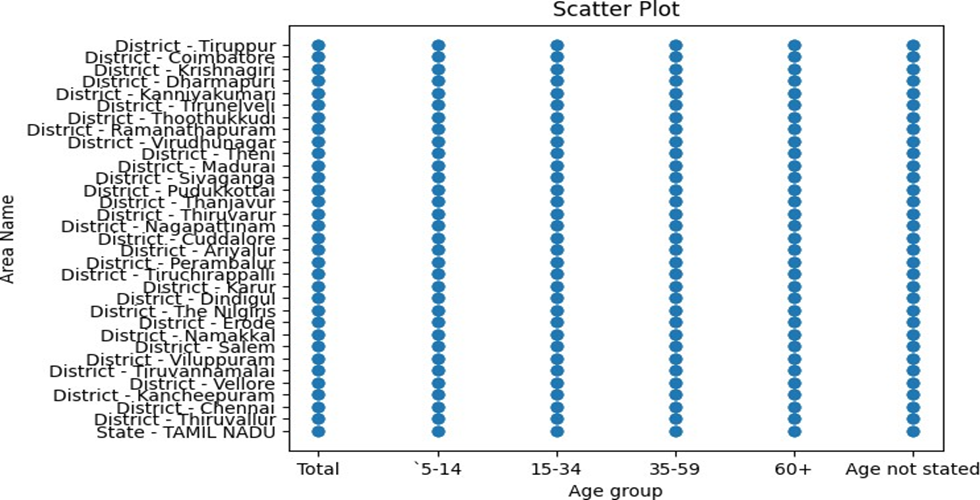 Scatter Plot
District - Tiruppur
District - Coimbatore
District - Krishnagiri
District - Dharmapuri
District - Kanniyakumari
District - Tirunelveli
District - Thoothukkudi
District - Ramanathapuram
District - Virudhunagar
District - Theni
District - Madurai
District - Sivaganga
District - Pudukkottai
District - Thanjavur
District - Thiruvarur
District - Nagapattinam
District - Cuddalore
District - Ariyalur
District - Perambalur
District - Tiruchirappalli
District - Karur
District - Dindigul
District - The Nilgiris
District - Erode
District - Namakkal
District - Salem
District - Viluppuram
District - Tiruvannamalai
District - Vellore
District - Kancheepuram
District - Chennai
District - Thiruvallur
State - TAMIL NADU
Area Name
Total `5-14 15-34 35-59 60+ Age not stated
Age group